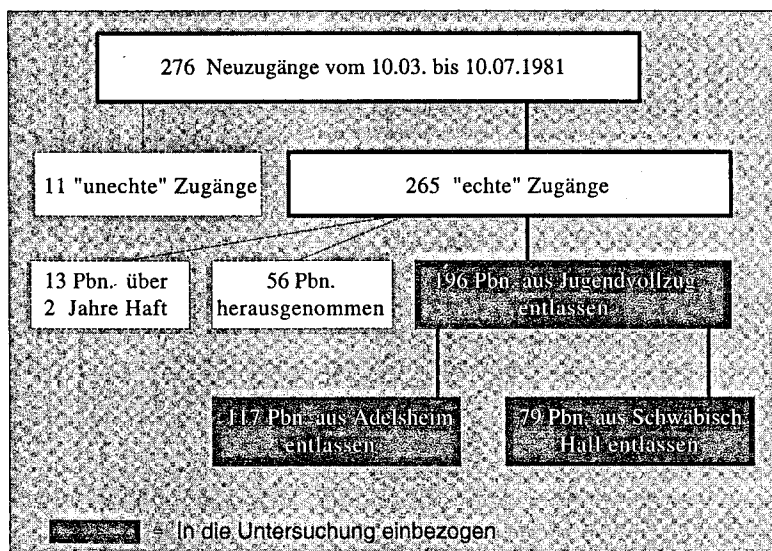 276 Neuzugänge vom 10.03. bis 10.07.1981
11 "unechte" Zugänge
265 "echte" Zugänge
13 Pbn. über
2 Jahre Haft
56 Pbn.
herausgenommen
196 Pbn. aus Jugendvollzug
entlassen
117 Pbn. aus Adelsheim
entlassen
79 Pbn. aus Schwäbisch
Hall entlassen
= In die Untersuchung einbezogen